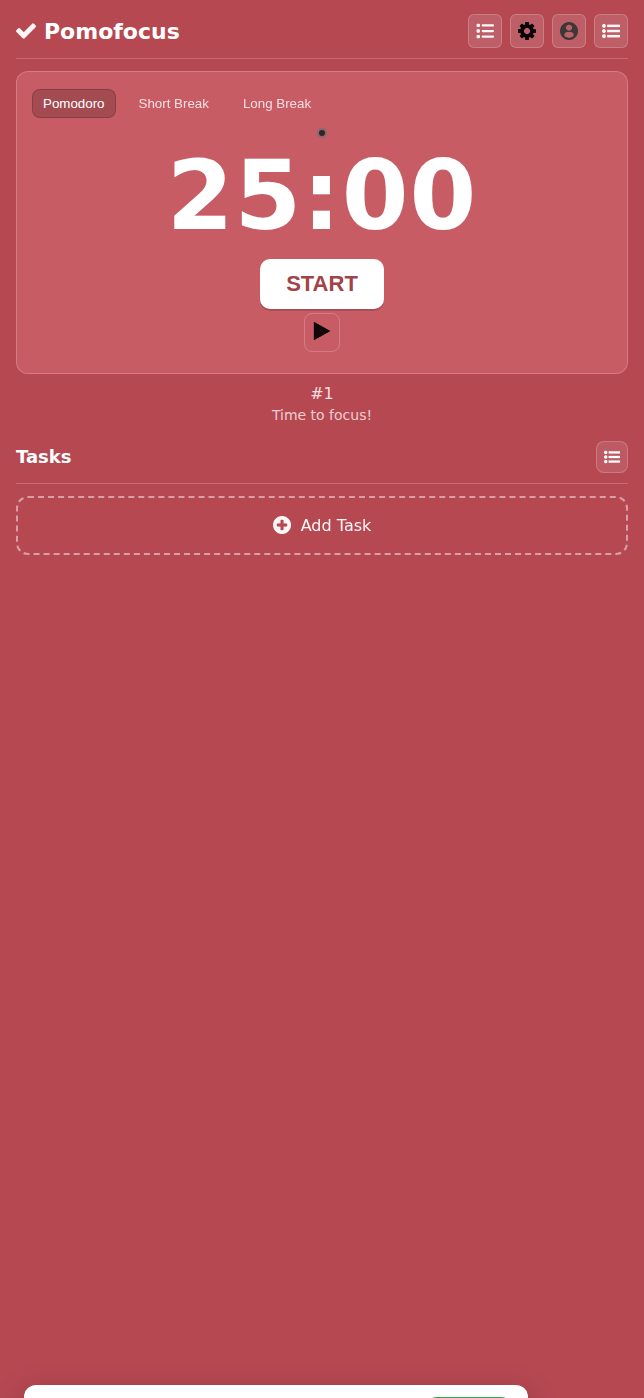 Pomofocus
Pomodoro Short Break Long Break
25:00
START
#1
Time to focus!
Tasks
Add Task